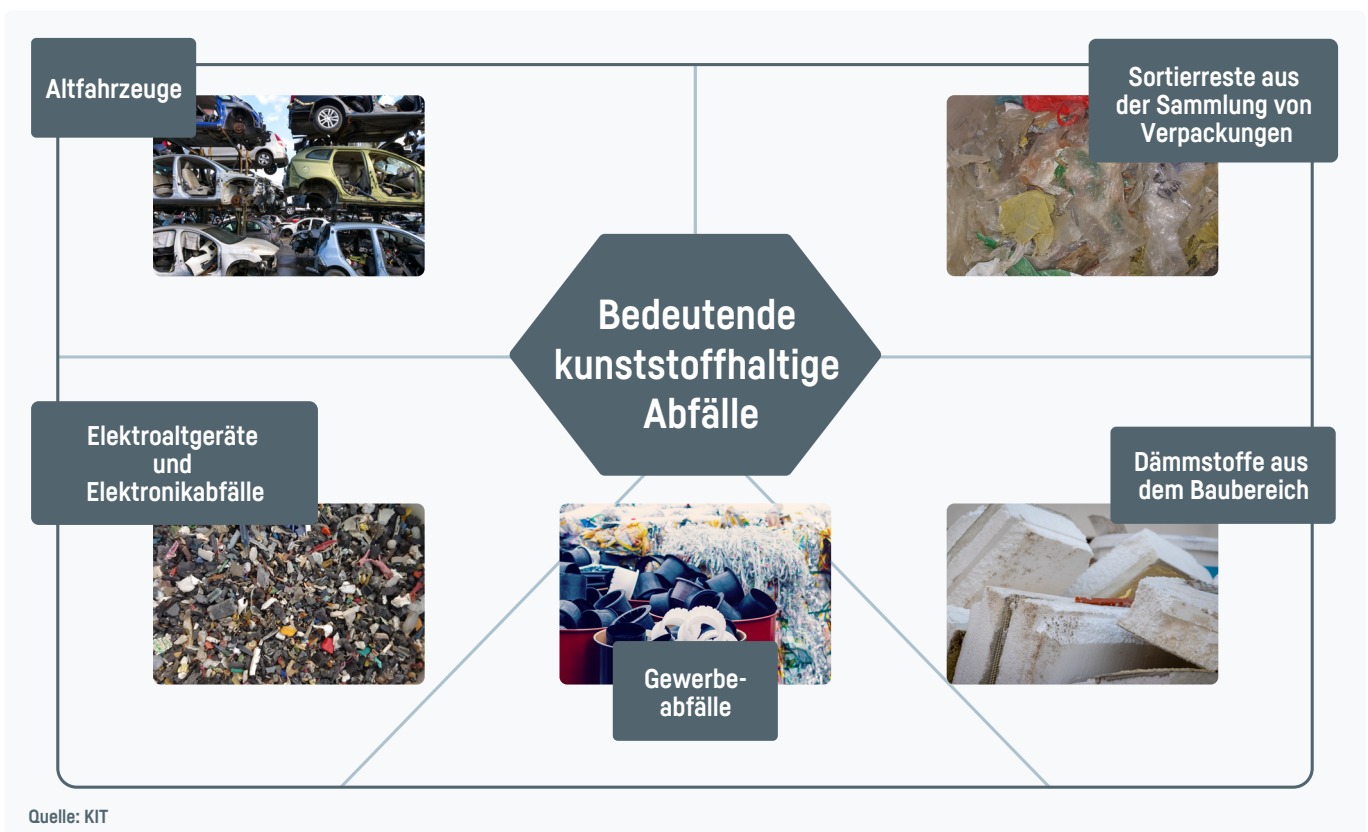 Altfahrzeuge
Sortierreste aus
der Sammlung von
Verpackungen
Bedeutende
kunststoffhaltige
Abfälle
Elektroaltgeräte
und
Elektronikabfälle
Dämmstoffe aus
dem Baubereich
Gewerbe-
abfälle
Quelle: KIT